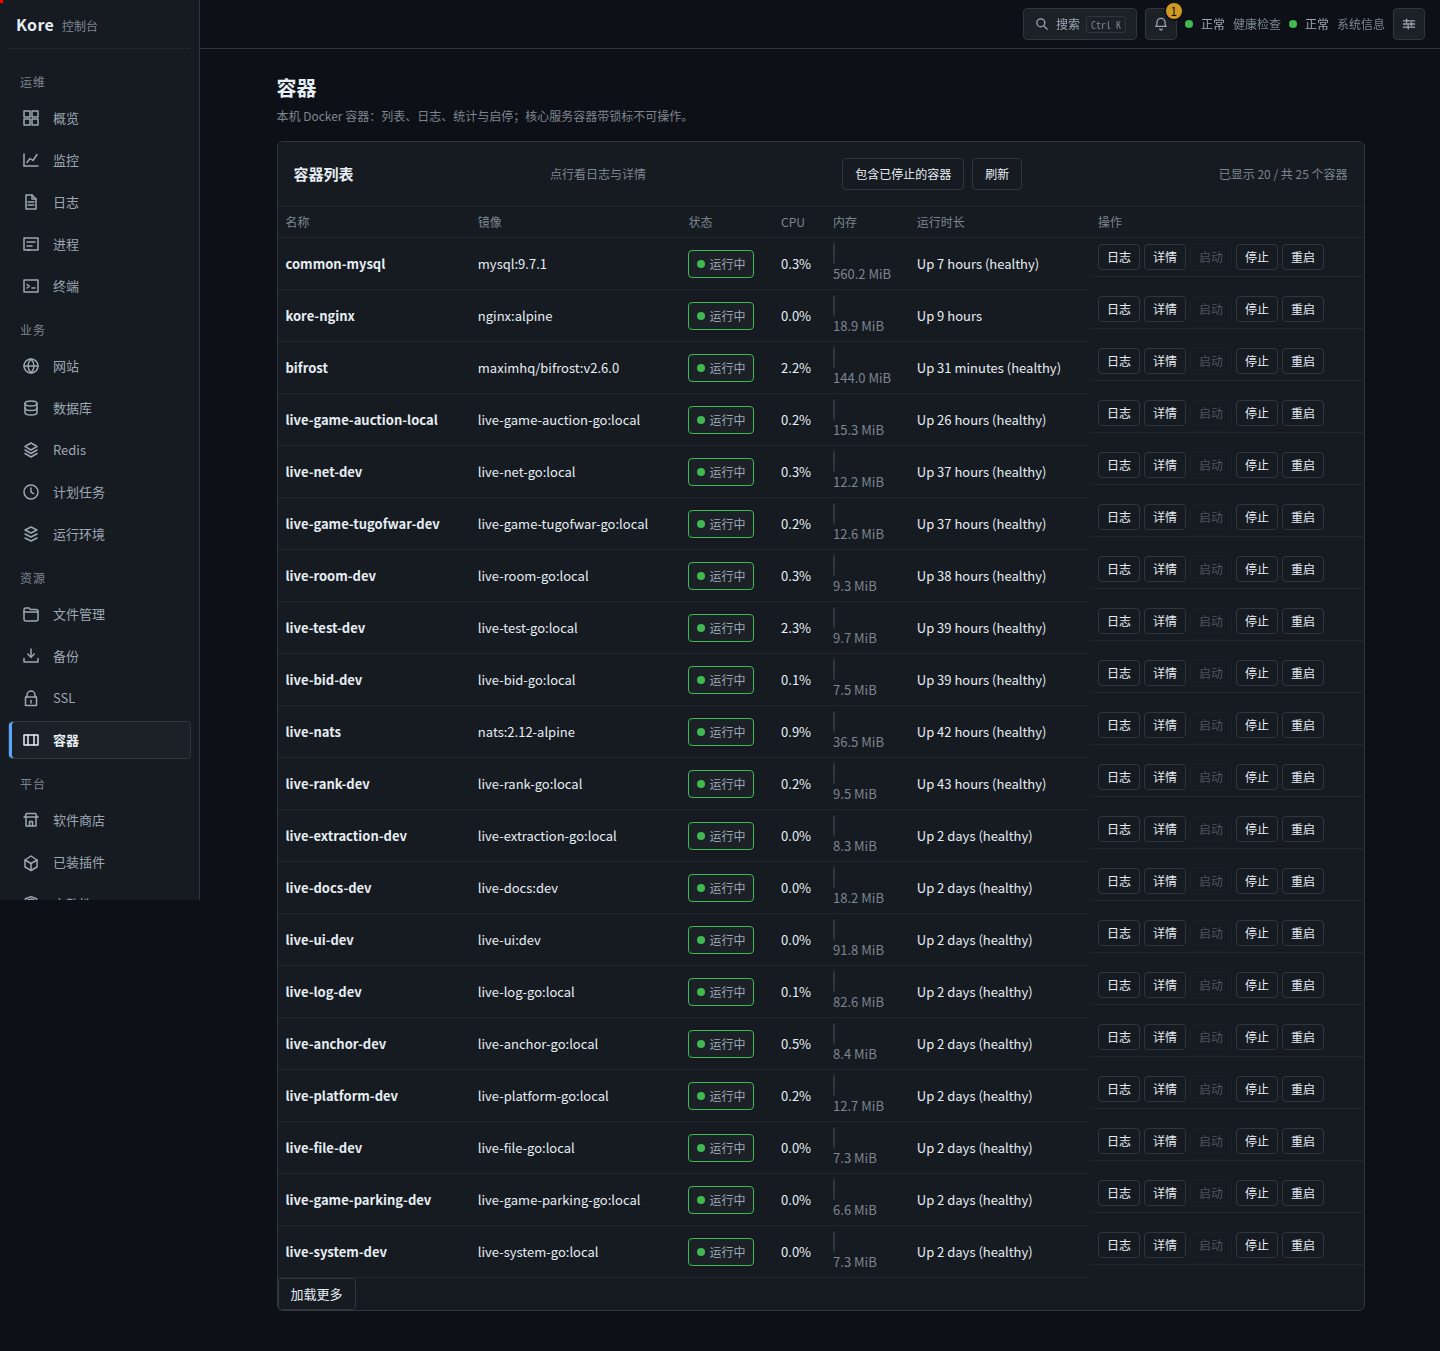 Kore 控制台
搜索 Ctrl K
1
正常 健康检查 正常 系统信息
运维
概览
监控
日志
进程
终端
业务
网站
数据库
Redis
计划任务
运行环境
资源
文件管理
备份
SSL
容器
平台
软件商店
已装插件
容器
本机 Docker 容器：列表、日志、统计与启停；核心服务容器带锁标不可操作。
容器列表 点行看日志与详情 包含已停止的容器 刷新 已显示 20 / 共 25 个容器
名称 镜像 状态 CPU 内存 运行时长 操作
common-mysql mysql:9.7.1 运行中 0.3% 560.2 MiB Up 7 hours (healthy) 日志 详情 启动 停止 重启
kore-nginx nginx:alpine 运行中 0.0% 18.9 MiB Up 9 hours 日志 详情 启动 停止 重启
bifrost maximhq/bifrost:v2.6.0 运行中 2.2% 144.0 MiB Up 31 minutes (healthy) 日志 详情 启动 停止 重启
live-game-auction-local live-game-auction-go:local 运行中 0.2% 15.3 MiB Up 26 hours (healthy) 日志 详情 启动 停止 重启
live-net-dev live-net-go:local 运行中 0.3% 12.2 MiB Up 37 hours (healthy) 日志 详情 启动 停止 重启
live-game-tugofwar-dev live-game-tugofwar-go:local 运行中 0.2% 12.6 MiB Up 37 hours (healthy) 日志 详情 启动 停止 重启
live-room-dev live-room-go:local 运行中 0.3% 9.3 MiB Up 38 hours (healthy) 日志 详情 启动 停止 重启
live-test-dev live-test-go:local 运行中 2.3% 9.7 MiB Up 39 hours (healthy) 日志 详情 启动 停止 重启
live-bid-dev live-bid-go:local 运行中 0.1% 7.5 MiB Up 39 hours (healthy) 日志 详情 启动 停止 重启
live-nats nats:2.12-alpine 运行中 0.9% 36.5 MiB Up 42 hours (healthy) 日志 详情 启动 停止 重启
live-rank-dev live-rank-go:local 运行中 0.2% 9.5 MiB Up 43 hours (healthy) 日志 详情 启动 停止 重启
live-extraction-dev live-extraction-go:local 运行中 0.0% 8.3 MiB Up 2 days (healthy) 日志 详情 启动 停止 重启
live-docs-dev live-docs:dev 运行中 0.0% 18.2 MiB Up 2 days (healthy) 日志 详情 启动 停止 重启
live-ui-dev live-ui:dev 运行中 0.0% 91.8 MiB Up 2 days (healthy) 日志 详情 启动 停止 重启
live-log-dev live-log-go:local 运行中 0.1% 82.6 MiB Up 2 days (healthy) 日志 详情 启动 停止 重启
live-anchor-dev live-anchor-go:local 运行中 0.5% 8.4 MiB Up 2 days (healthy) 日志 详情 启动 停止 重启
live-platform-dev live-platform-go:local 运行中 0.2% 12.7 MiB Up 2 days (healthy) 日志 详情 启动 停止 重启
live-file-dev live-file-go:local 运行中 0.0% 7.3 MiB Up 2 days (healthy) 日志 详情 启动 停止 重启
live-game-parking-dev live-game-parking-go:local 运行中 0.0% 6.6 MiB Up 2 days (healthy) 日志 详情 启动 停止 重启
live-system-dev live-system-go:local 运行中 0.0% 7.3 MiB Up 2 days (healthy) 日志 详情 启动 停止 重启
加载更多